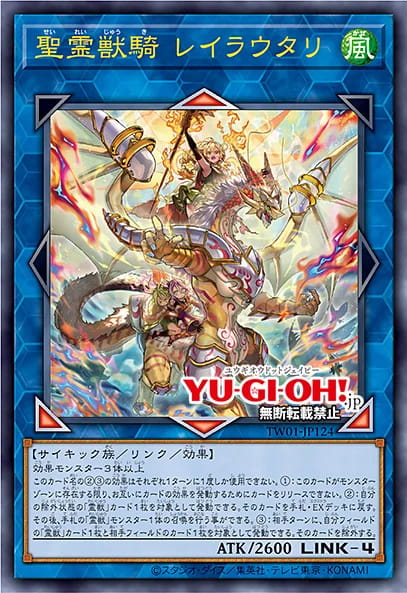 せいれいじゅうき
聖霊獣騎 レイラウタリ
かぜ
風
ユウギオウドットジェイピー
YU-GI-OH!.jp
無断転載禁止
TW01-JP124
[サイキック族/リンク/効果]
効果モンスター3体以上
このカード名の②③の効果はそれぞれ1ターンに1度しか使用できない。①:このカードがモンスター
ゾーンに存在する限り、お互いにカードの効果を発動するためにカードをリリースできない。②:自分
の除外状態の「霊獣」カード1枚を対象として発動できる。そのカードを手札・EXデッキに戻す。
その後、手札の「霊獣」モンスター1体の召喚を行う事ができる。③:相手ターンに、自分フィールド
の「霊獣」カード1枚と相手フィールドのカード1枚を対象として発動できる。そのカードを除外する。
ATK/2600 LINK-4
©スタジオ・ダイス/集英社・テレビ東京・KONAMI